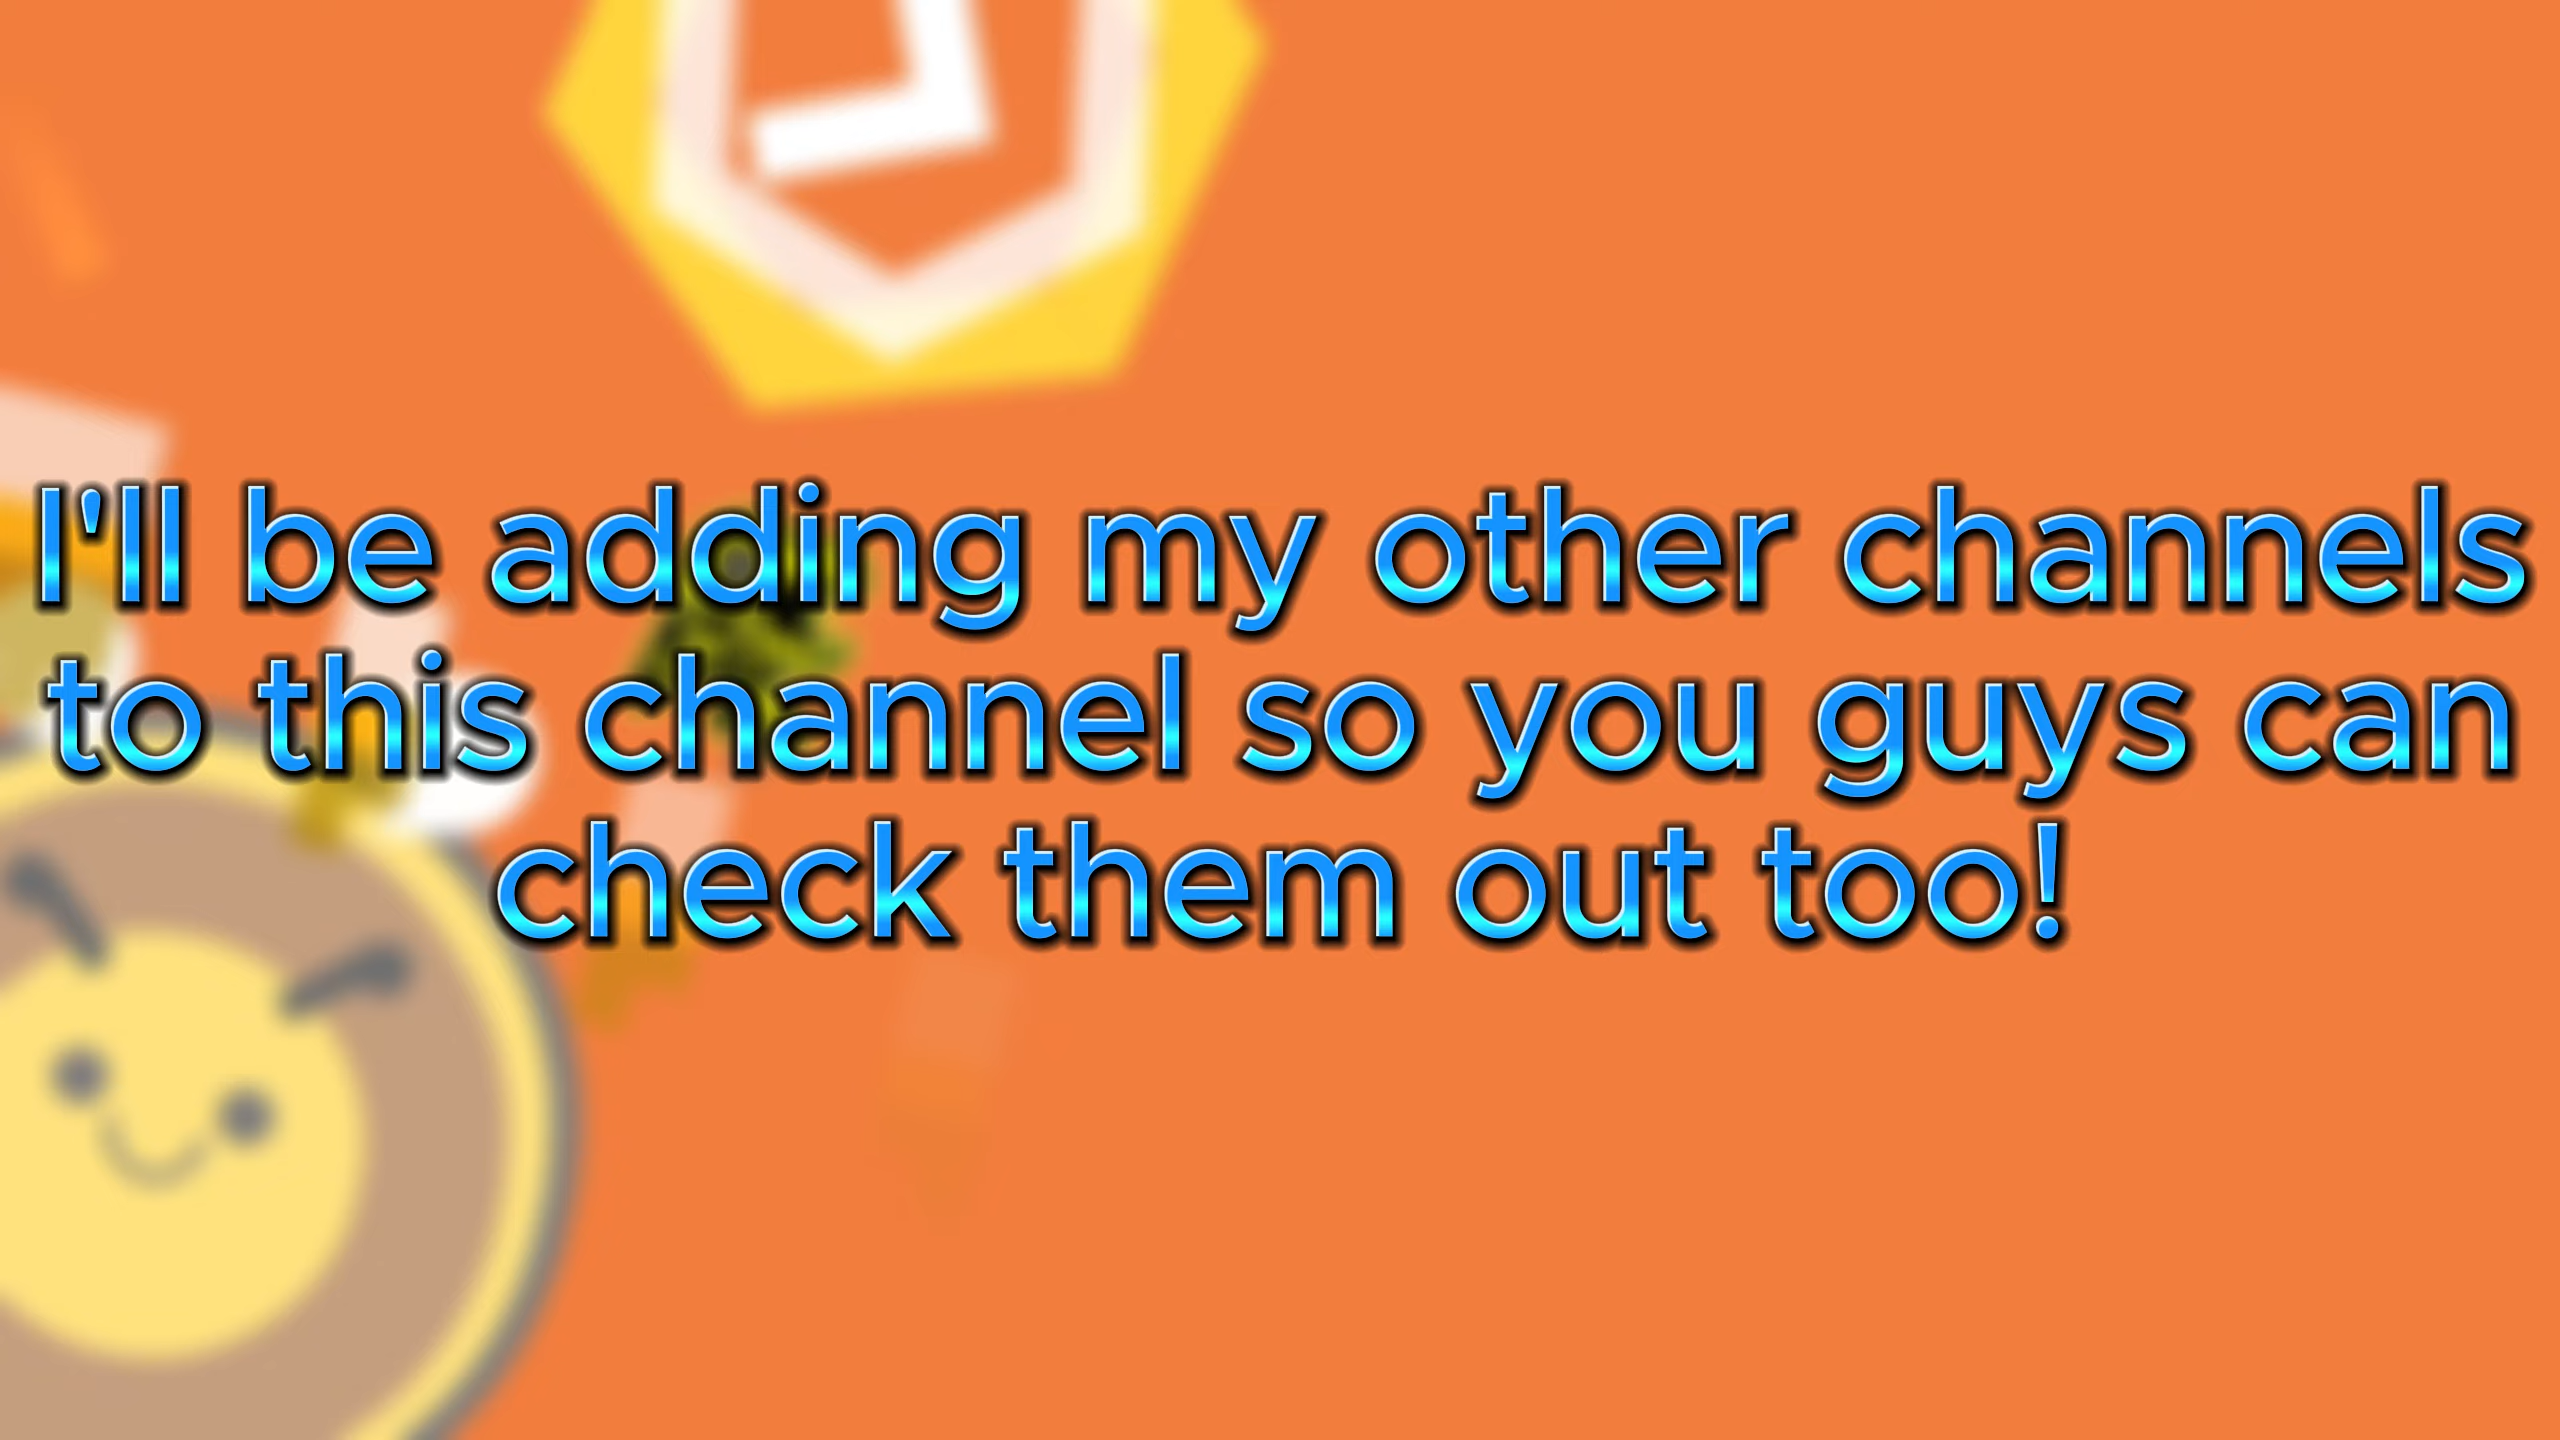 I'll be adding my other channels
to this channel so you guys can
check them out too!